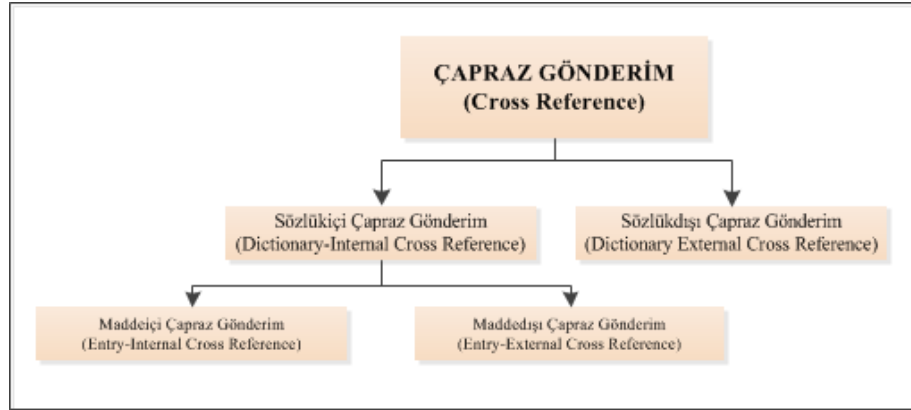 ÇAPRAZ GÖNDERİM
(Cross Reference)
Sözlükiçi Çapraz Gönderim
(Dictionary-Internal Cross Reference)
Sözlükdışı Çapraz Gönderim
(Dictionary External Cross Reference)
Maddeiçi Çapraz Gönderim
(Entry-Internal Cross Reference)
Maddedışı Çapraz Gönderim
(Entry-External Cross Reference)